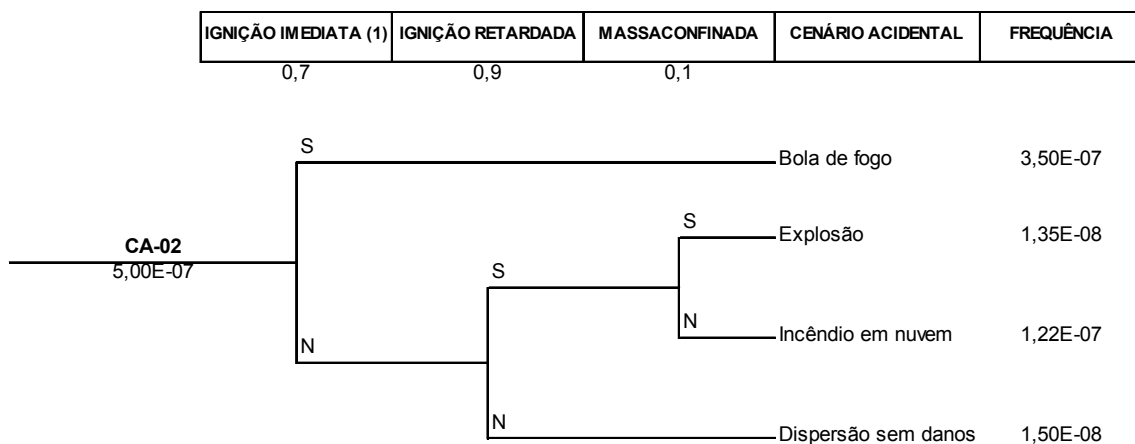 IGNIÇÃO IMEDIATA (1) IGNIÇÃO RETARDADA MASSACONFINADA CENÁRIO ACIDENTAL FREQUÊNCIA
0,7 0,9 0,1
S
Bola de fogo 3,50E-07
S
Explosão 1,35E-08
CA-02
5,00E-07
S
N
Incêndio em nuvem 1,22E-07
N
N
Dispersão sem danos 1,50E-08